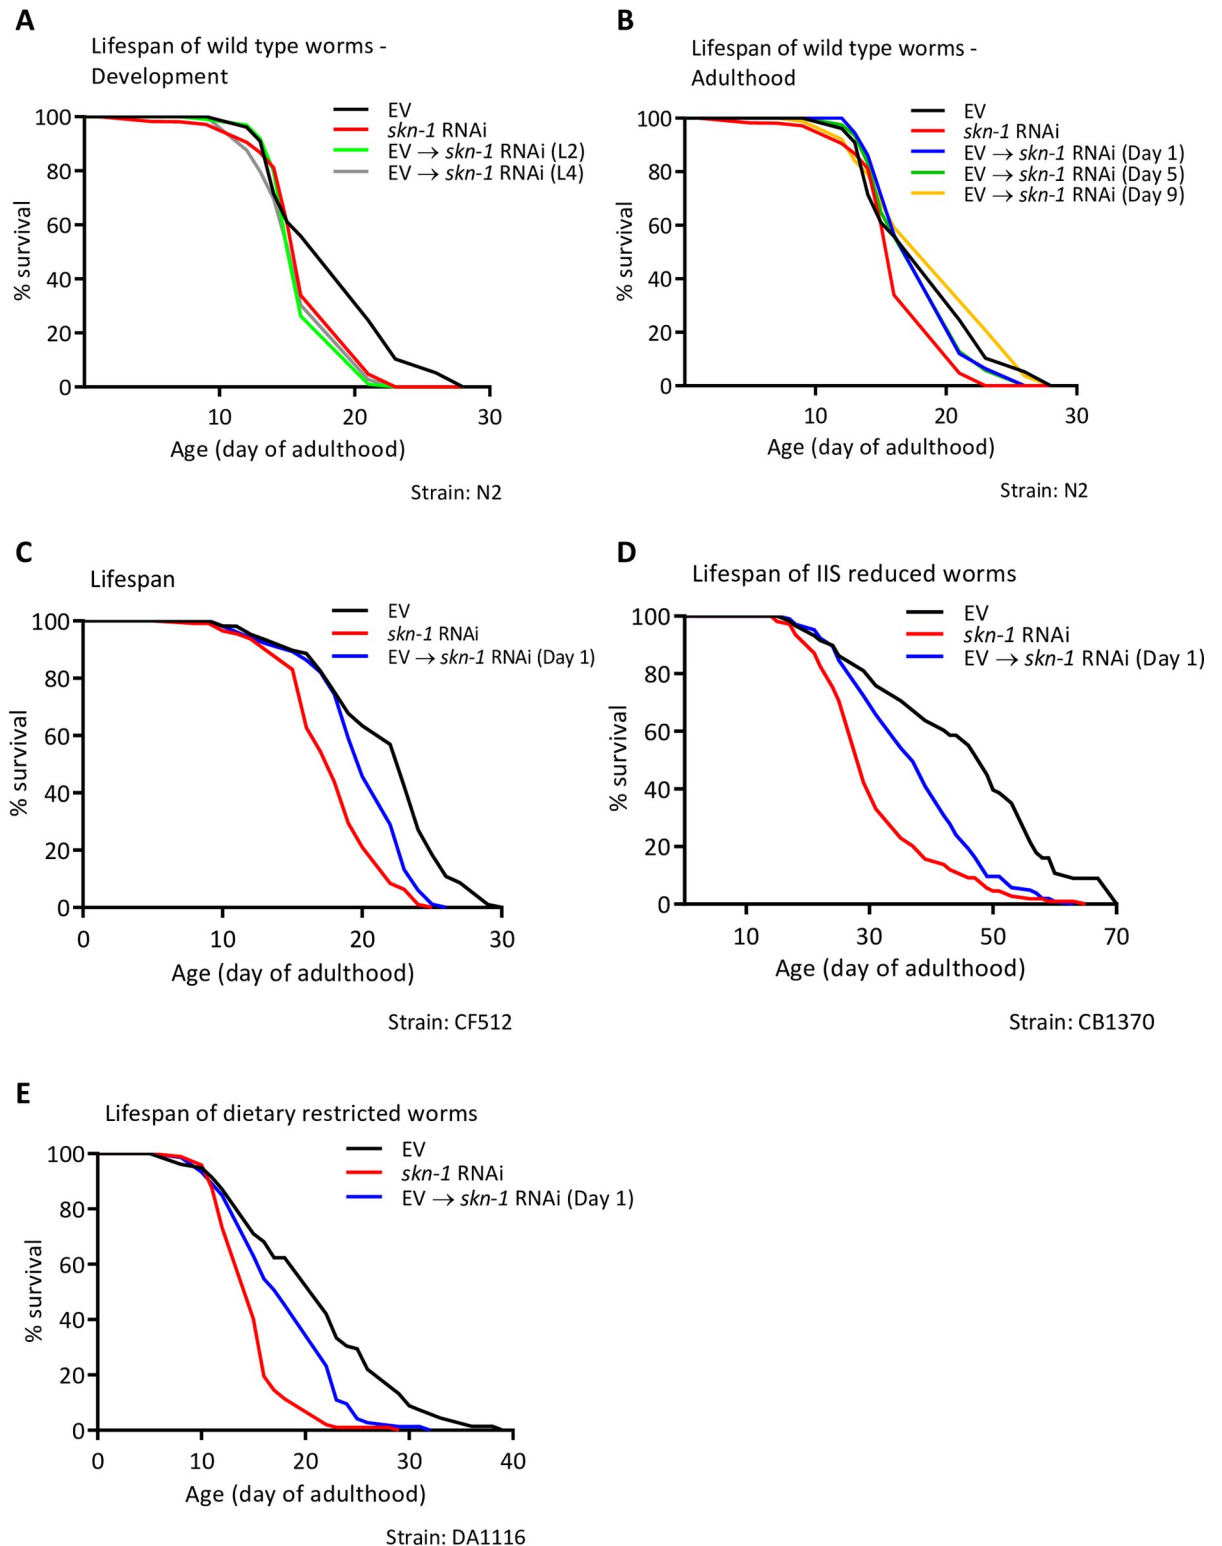 A
Lifespan of wild type worms -
Development
EV
skn-1 RNAi
EV → skn-1 RNAi (L2)
EV → skn-1 RNAi (L4)
100
80
60
40
20
0
% survival
10
20
30
Age (day of adulthood)
Strain: N2
B
Lifespan of wild type worms -
Adulthood
EV
skn-1 RNAi
EV → skn-1 RNAi (Day 1)
EV → skn-1 RNAi (Day 5)
EV → skn-1 RNAi (Day 9)
100
80
60
40
20
0
% survival
10
20
30
Age (day of adulthood)
Strain: N2
C
Lifespan
EV
skn-1 RNAi
EV → skn-1 RNAi (Day 1)
100
80
60
40
20
0
% survival
0
10
20
30
Age (day of adulthood)
Strain: CF512
D
Lifespan of IIS reduced worms
EV
skn-1 RNAi
EV → skn-1 RNAi (Day 1)
100
80
60
40
20
0
% survival
10
30
50
70
Age (day of adulthood)
Strain: CB1370
E
Lifespan of dietary restricted worms
EV
skn-1 RNAi
EV → skn-1 RNAi (Day 1)
100
80
60
40
20
0
% survival
0
10
20
30
40
Age (day of adulthood)
Strain: DA1116